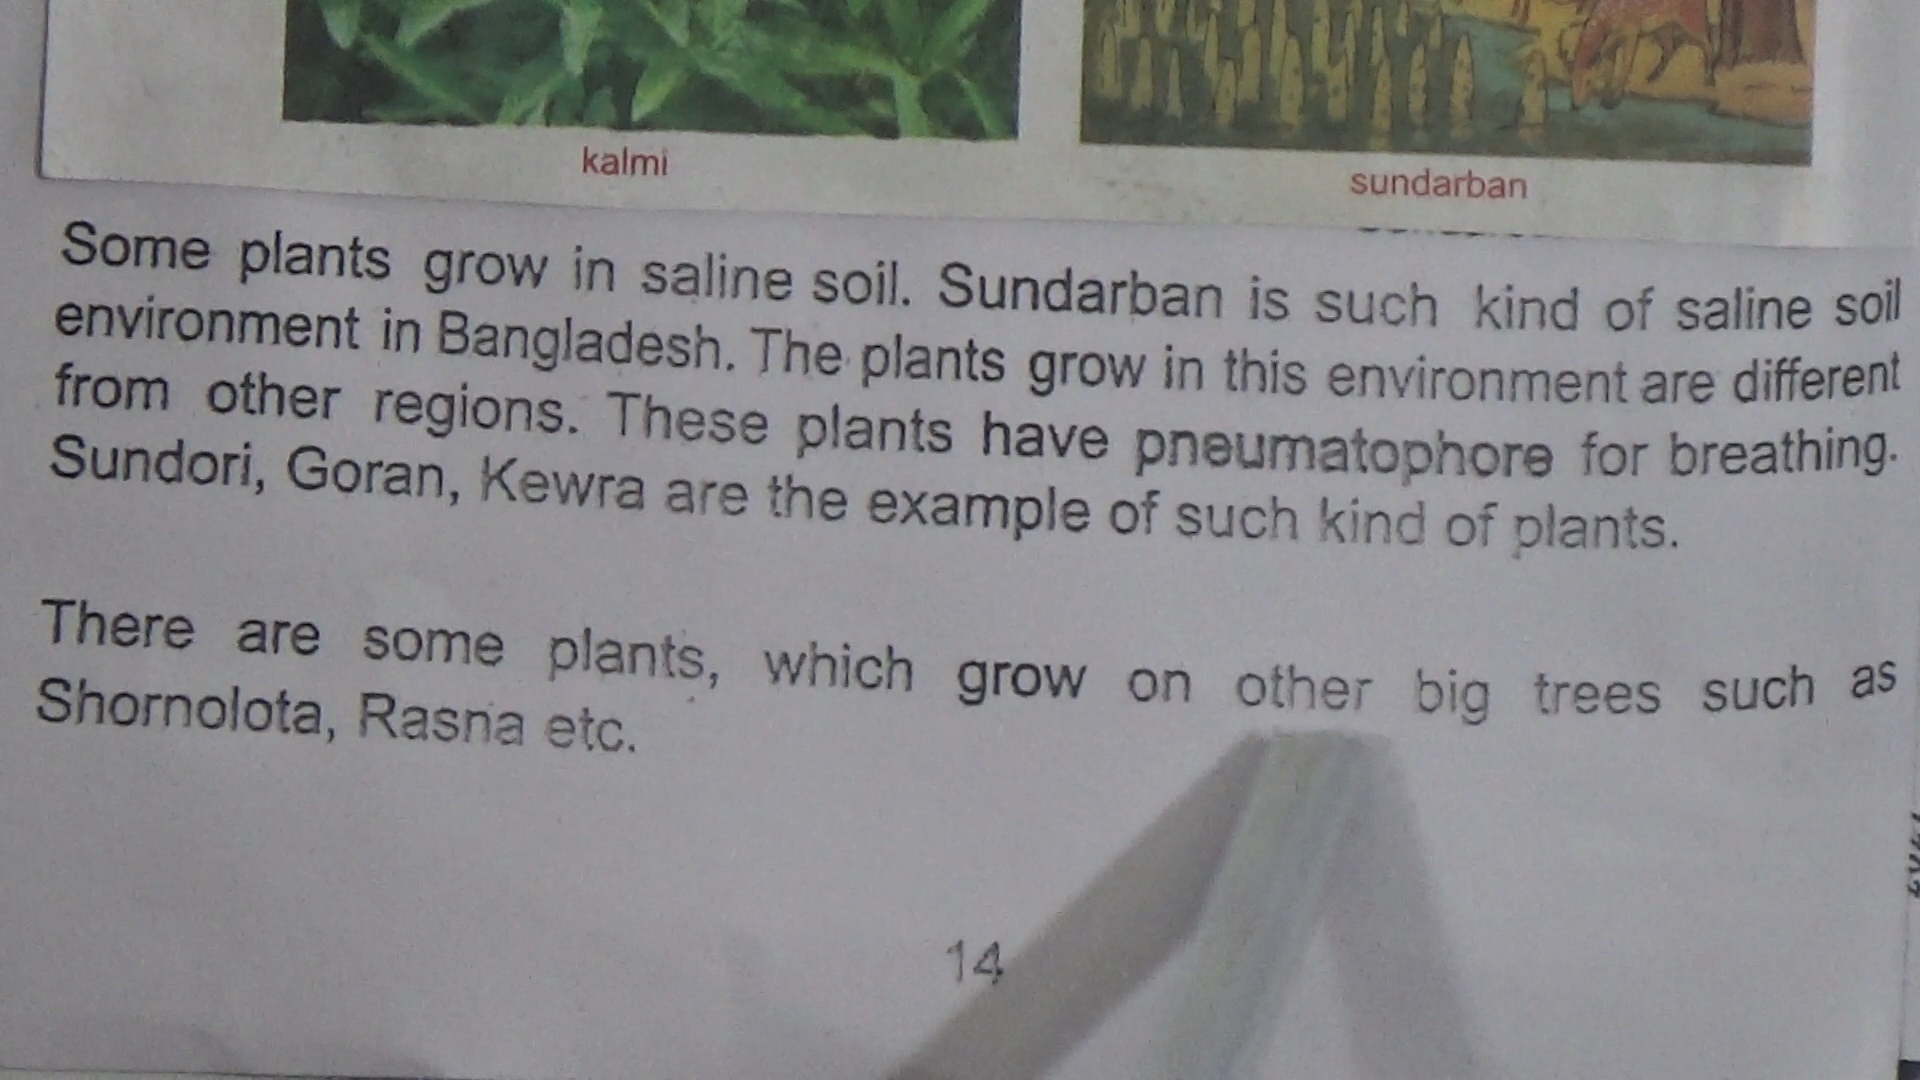 kalmi
sundarban
Some plants grow in saline soil. Sundarban is such kind of saline soil
environment in Bangladesh. The plants grow in this environment are different
from other regions. These plants have pneumatophore for breathing.
Sundori, Goran, Kewra are the example of such kind of plants.
There are some plants, which grow on other big trees such as
Shornolota, Rasna etc.
14